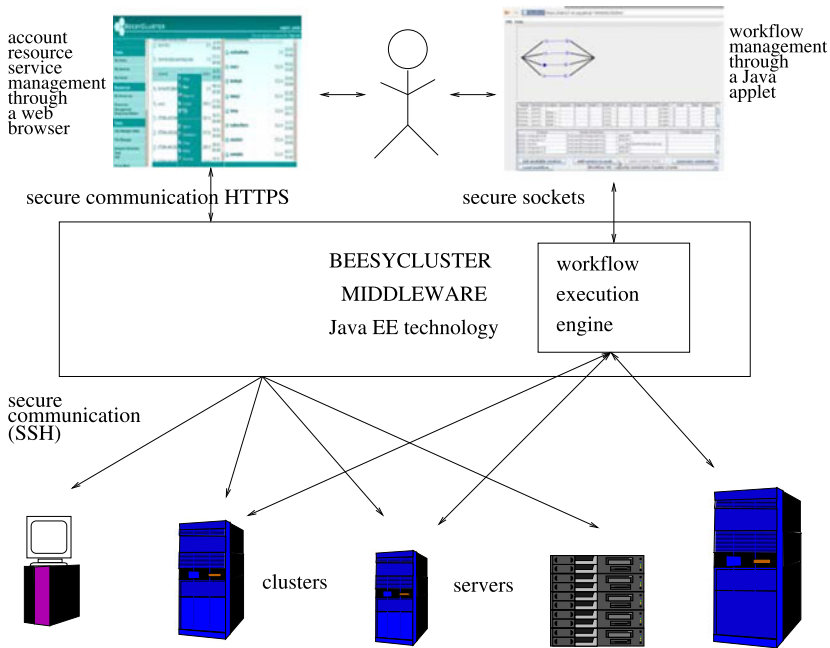 account
resource
service
management
through
a web
browser
BEESYCLUSTER
workflow
management
through
a Java
applet
secure communication HTTPS
secure sockets
BEESYCLUSTER
MIDDLEWARE
Java EE technology
workflow
execution
engine
secure
communication
(SSH)
clusters
servers